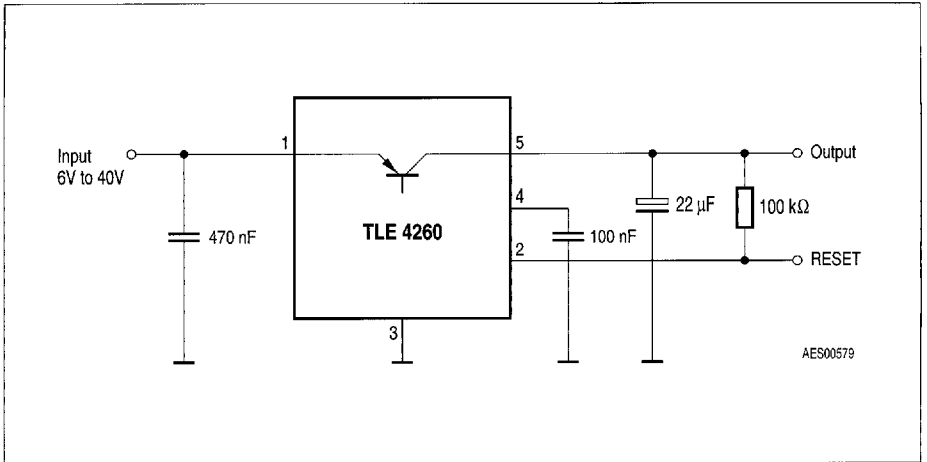 Input
6V to 40V
1
5
Output
4
470 nF
TLE 4260
100 nF
22 µF
100 kΩ
2
RESET
3
AES00579